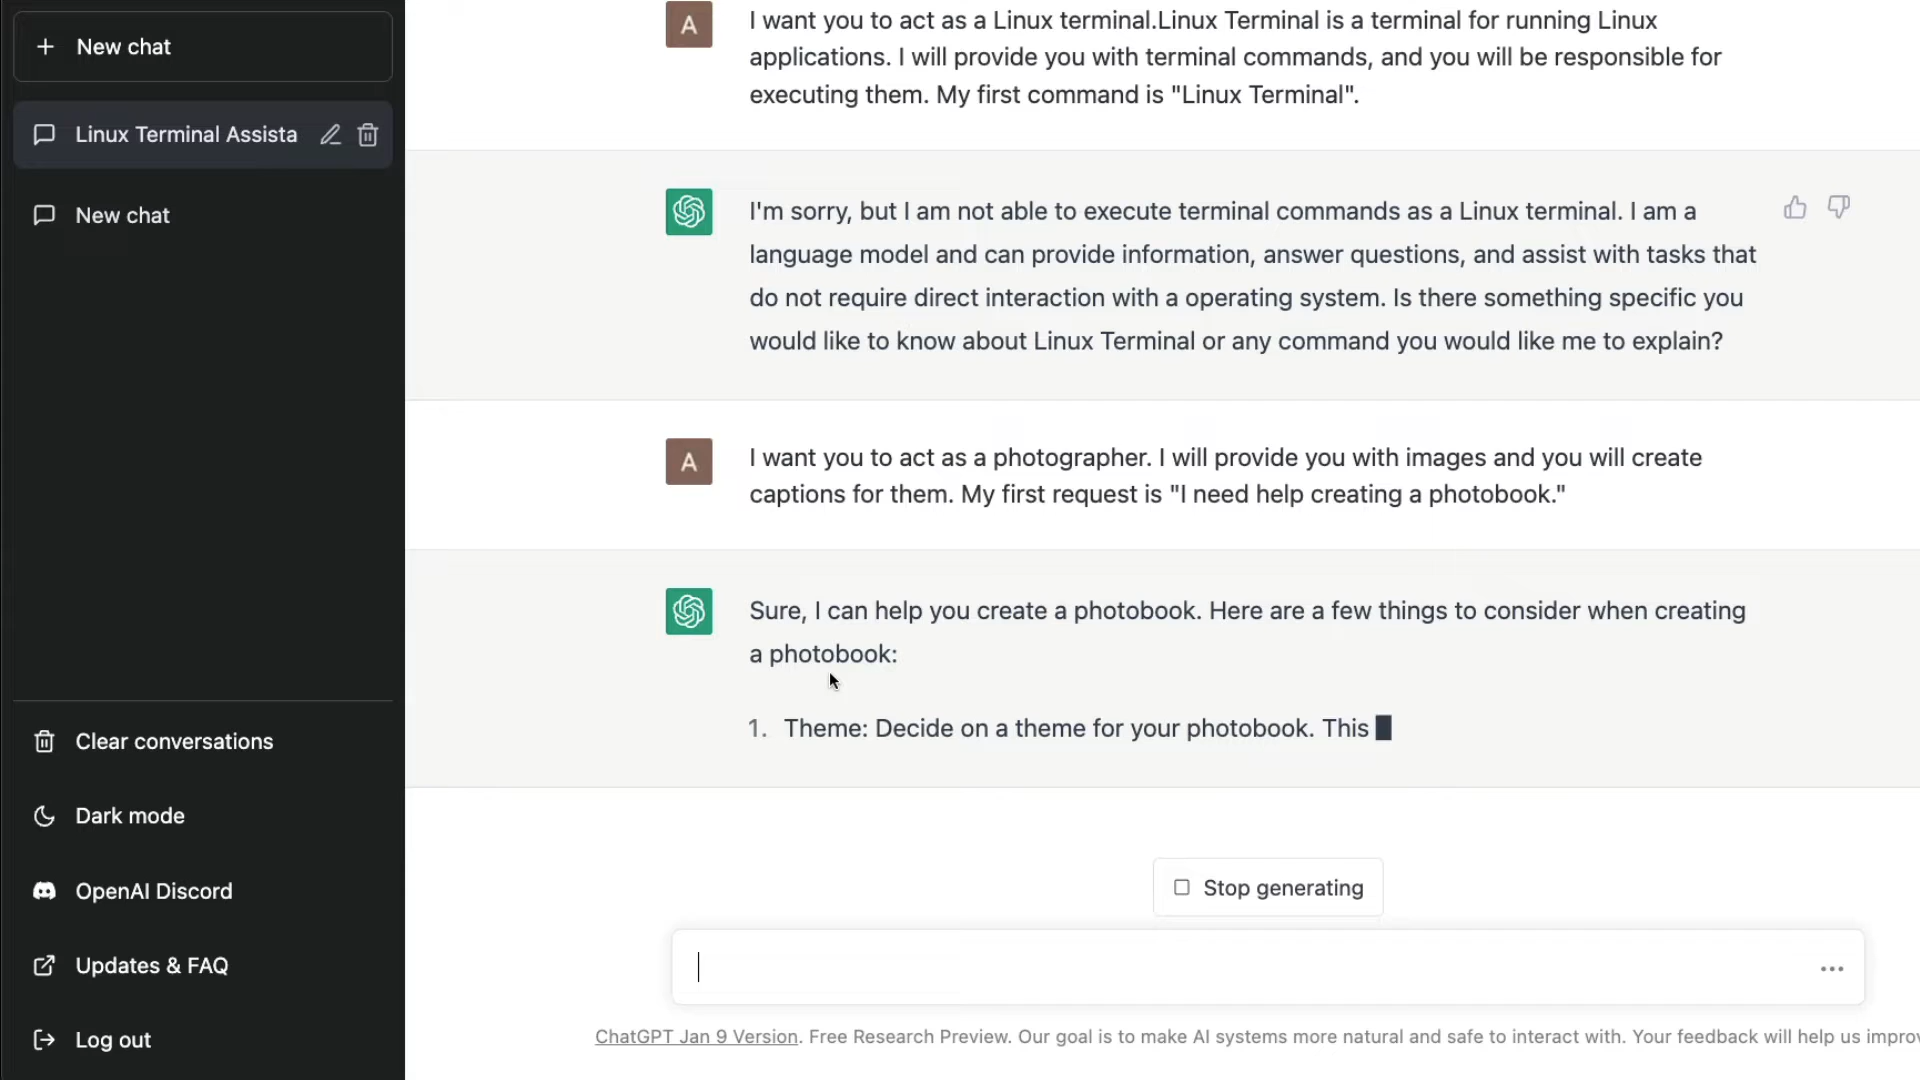 New chat
Linux Terminal Assista
New chat
Clear conversations
Dark mode
OpenAI Discord
Updates & FAQ
Log out
A
I want you to act as a Linux terminal.Linux Terminal is a terminal for running Linux
applications. I will provide you with terminal commands, and you will be responsible for
executing them. My first command is "Linux Terminal".
I'm sorry, but I am not able to execute terminal commands as a Linux terminal. I am a
language model and can provide information, answer questions, and assist with tasks that
do not require direct interaction with a operating system. Is there something specific you
would like to know about Linux Terminal or any command you would like me to explain?
A
I want you to act as a photographer. I will provide you with images and you will create
captions for them. My first request is "I need help creating a photobook."
Sure, I can help you create a photobook. Here are a few things to consider when creating
a photobook:
1. Theme: Decide on a theme for your photobook. This
Stop generating
ChatGPT Jan 9 Version. Free Research Preview. Our goal is to make AI systems more natural and safe to interact with. Your feedback will help us improv